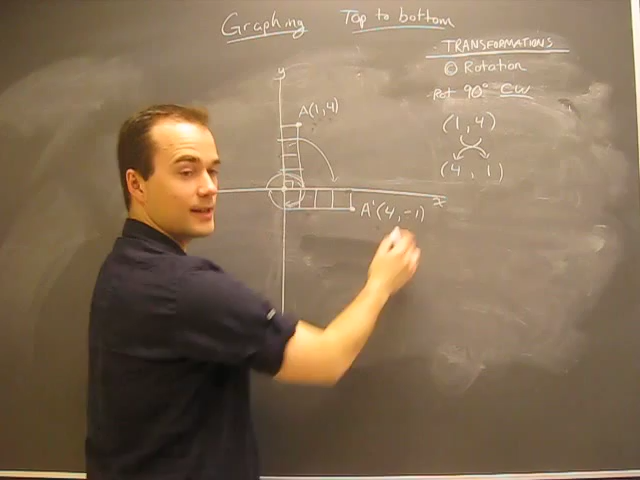 Graphing Top to bottom
TRANSFORMATIONS
© Rotation
Rot 90° CW
(1,4)
(4,1)
y
A(1,4)
x
A'(4,-1)